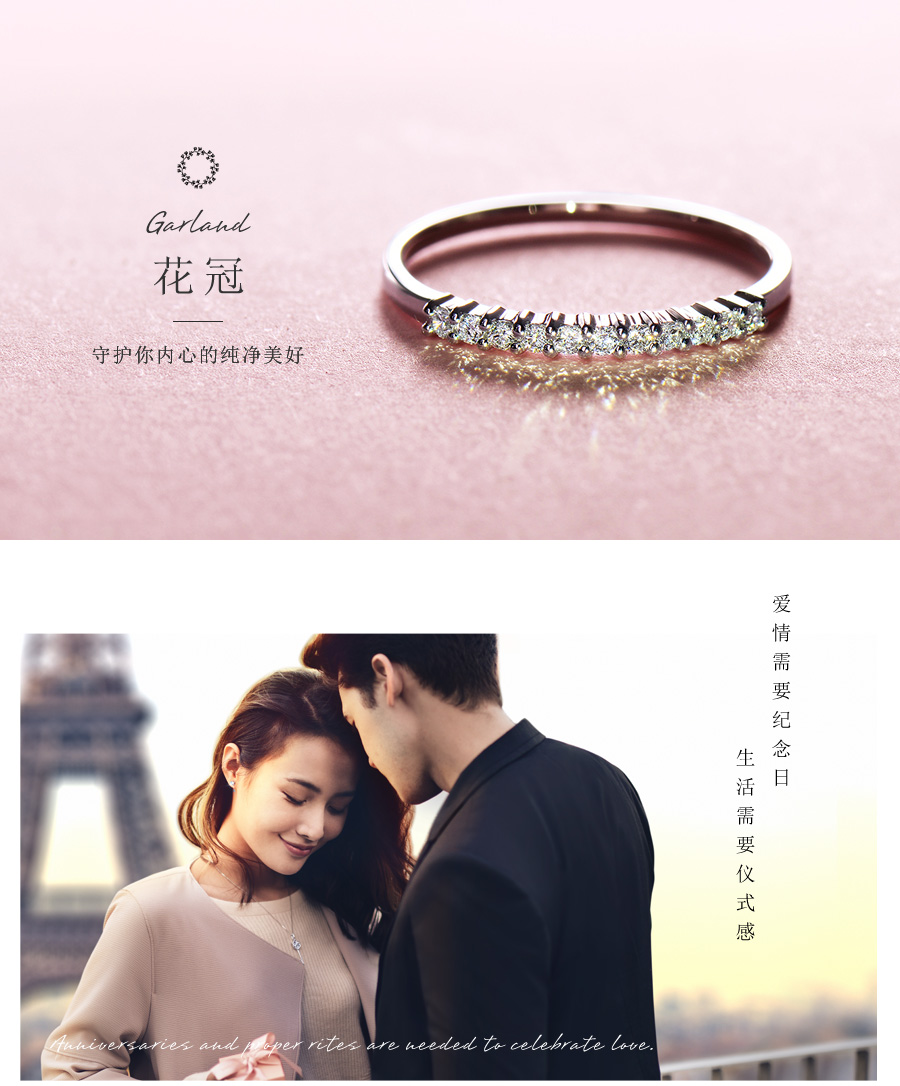 Garland
花冠
守护你内心的纯净美好
爱情需要纪念日
生活需要仪式感
Anniversaries and proper rites are needed to celebrate love.